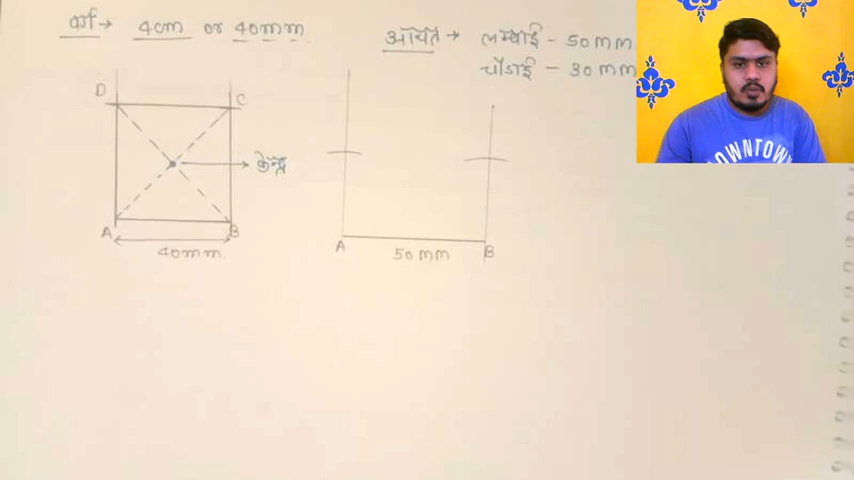 वर्ग → 4cm or 40mm.
आयत → लम्बाई - 50mm
चौडाई - 30mm
D
C
केन्द्र
A
B
40mm.
A
B
50mm
DOWNTOWN